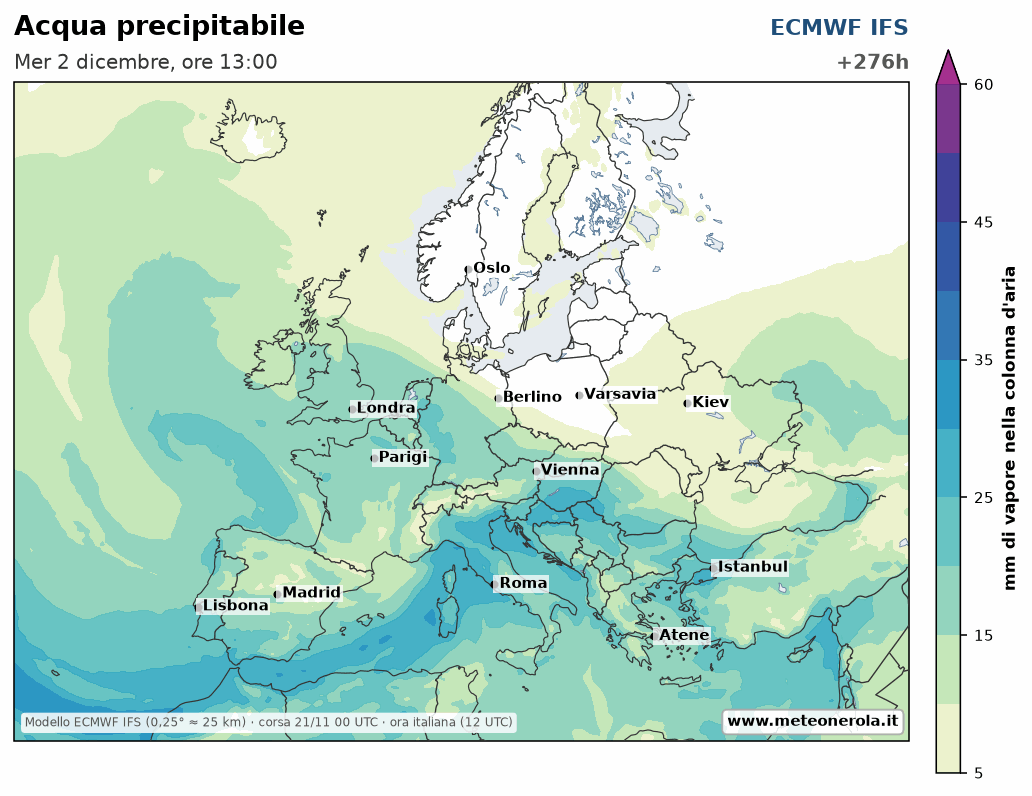 Acqua precipitabile
ECMWF IFS
Mer 2 dicembre, ore 13:00
+276h
60
45
35
25
15
5
mm di vapore nella colonna d'aria
Oslo
Berlino
Varsavia
Kiev
Londra
Parigi
Vienna
Istanbul
Roma
Madrid
Lisbona
Atene
Modello ECMWF IFS (0,25° ≈ 25 km) · corsa 21/11 00 UTC · ora italiana (12 UTC)
www.meteonerola.it